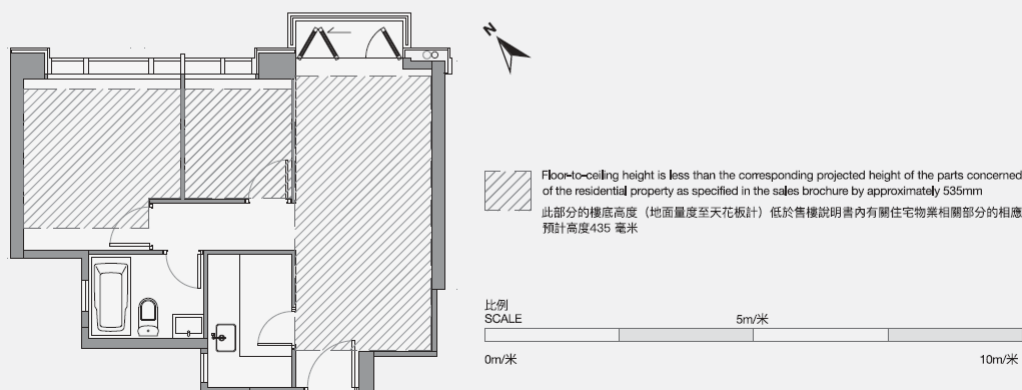 N
Floor-to-ceiling height is less than the corresponding projected height of the parts concerned
of the residential property as specified in the sales brochure by approximately 535mm
此部分的樓底高度（地面量度至天花板計）低於售樓說明書內有關住宅物業相關部分的相應
預計高度435 毫米
比例
SCALE
5m/米
0m/米
10m/米